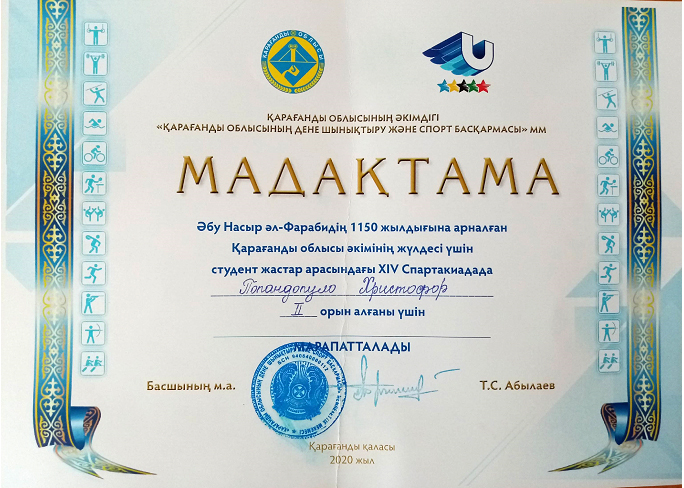 ҚАРАҒАНДЫ ОБЛЫСЫ
U
ҚАРАҒАНДЫ ОБЛЫСЫНЫҢ ӘКІМДІГІ
«ҚАРАҒАНДЫ ОБЛЫСЫНЫҢ ДЕНЕ ШЫНЫҚТЫРУ ЖӘНЕ СПОРТ БАСҚАРМАСЫ» ММ
МАДАҚТАМА
Әбу Насыр әл-Фарабидің 1150 жылдығына арналған
Қарағанды облысы әкімінің жүлдесі үшін
студент жастар арасындағы XIV Спартакиадада
Попандопуло Христофор
II орын алғаны үшін
МАРАПАТТАЛАДЫ
Басшының м.а.
Т.С. Абылаев
Қарағанды қаласы
2020 жыл